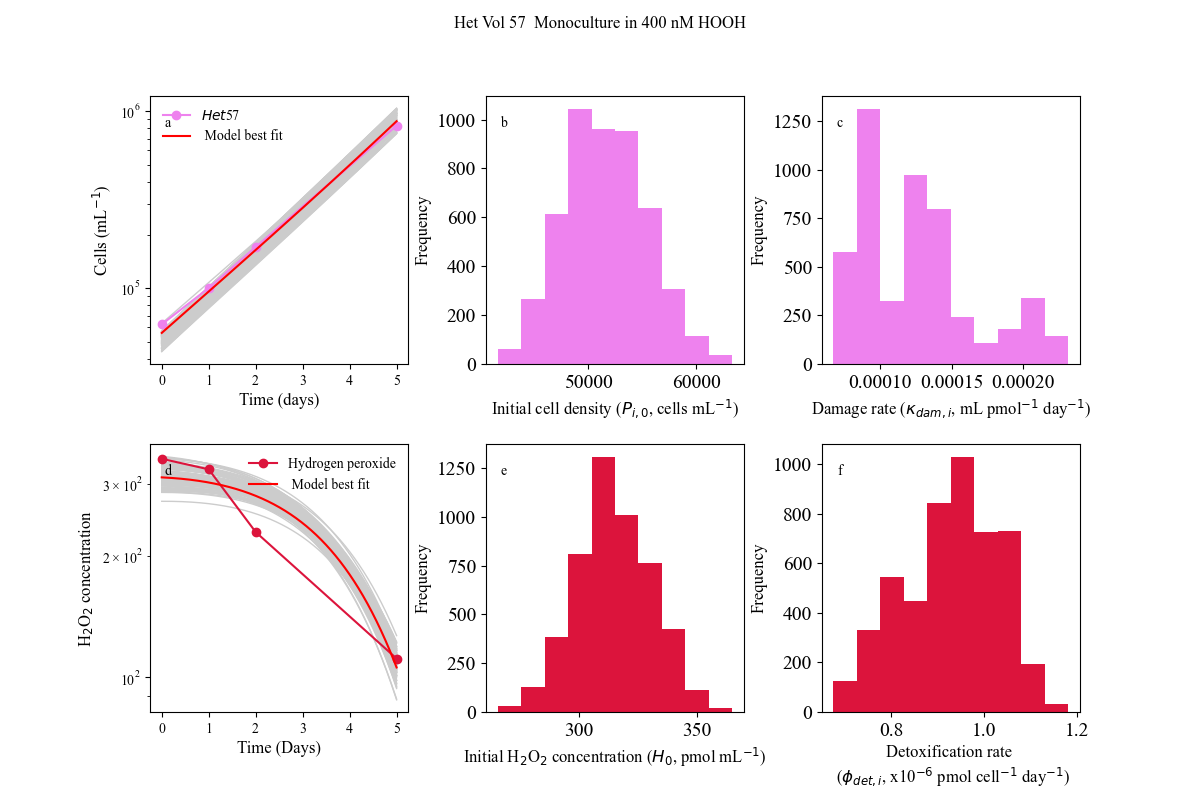 Het Vol 57  Monoculture in 400 nM HOOH
Het57
Model best fit
a
10⁶
10⁵
Cells (mL⁻¹)
0 1 2 3 4 5
Time (days)
b
1000
800
600
400
200
0
Frequency
50000 60000
Initial cell density (P_{i,0}, cells mL⁻¹)
c
1250
1000
750
500
250
0
Frequency
0.00010 0.00015 0.00020
Damage rate (κ_{dam,i}, mL pmol⁻¹ day⁻¹)
Hydrogen peroxide
Model best fit
d
3 × 10²
2 × 10²
10²
H₂O₂ concentration
0 1 2 3 4 5
Time (Days)
e
1250
1000
750
500
250
0
Frequency
300 350
Initial H₂O₂ concentration (H₀, pmol mL⁻¹)
f
1000
800
600
400
200
0
Frequency
0.8 1.0 1.2
Detoxification rate
(ϕ_{det,i}, x10⁻⁶ pmol cell⁻¹ day⁻¹)